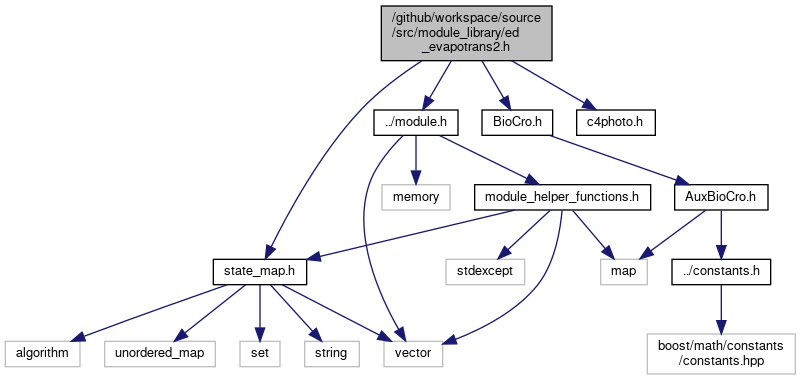 /github/workspace/source
/src/module_library/ed
_evapotrans2.h
../module.h
BioCro.h
c4photo.h
memory
module_helper_functions.h
AuxBioCro.h
state_map.h
stdexcept
map
../constants.h
algorithm
unordered_map
set
string
vector
boost/math/constants
/constants.hpp